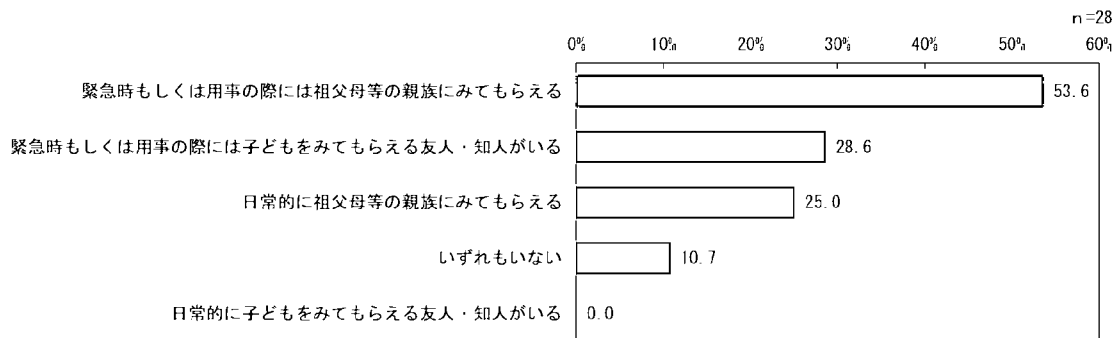 n=28
0% 10% 20% 30% 40% 50% 60%
緊急時もしくは用事の際には祖父母等の親族にみてもらえる 53.6
緊急時もしくは用事の際には子どもをみてもらえる友人・知人がいる 28.6
日常的に祖父母等の親族にみてもらえる 25.0
いずれもいない 10.7
日常的に子どもをみてもらえる友人・知人がいる 0.0